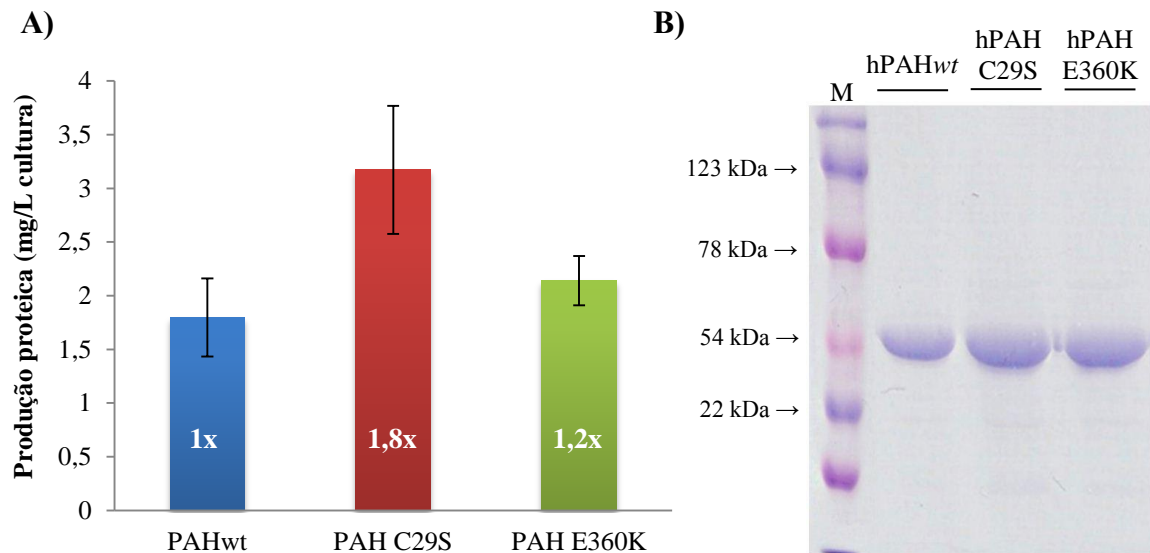 A)
Produção proteica (mg/L cultura)
4
3,5
3
2,5
2
1,5
1
0,5
0
1x
1,8x
1,2x
PAHwt
PAH C29S
PAH E360K
B)
M
hPAHwt
hPAH
C29S
hPAH
E360K
123 kDa →
78 kDa →
54 kDa →
22 kDa →